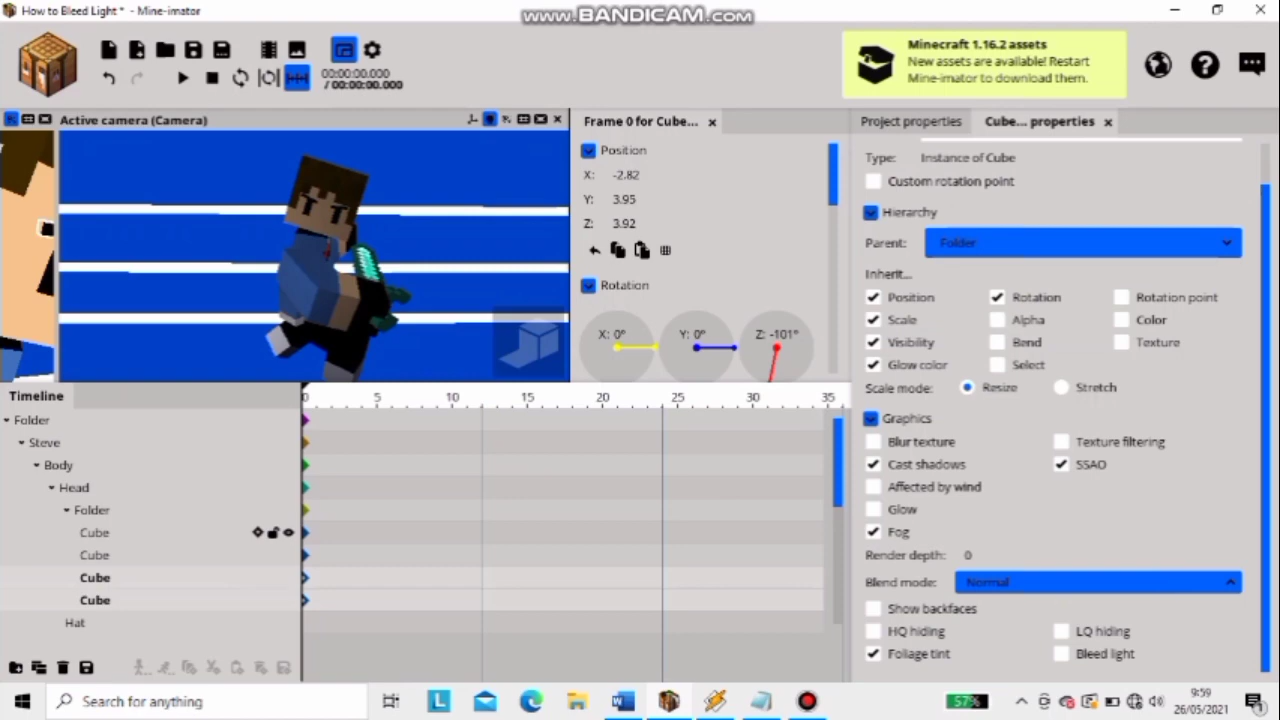 How to Bleed Light * - Mine-imator
www.BANDICAM.com
00:00:00.000
/ 00:00:00.000
Minecraft 1.16.2 assets
New assets are available! Restart
Mine-imator to download them.
Active camera (Camera)
Frame 0 for Cube...
Project properties
Cube... properties
Position
X: -2.82
Y: 3.95
Z: 3.92
Rotation
X: 0°
Y: 0°
Z: -101°
Type: Instance of Cube
Custom rotation point
Hierarchy
Parent: Folder
Inherit...
Position Rotation Rotation point
Scale Alpha Color
Visibility Bend Texture
Glow color Select
Scale mode: Resize Stretch
Graphics
Blur texture Texture filtering
Cast shadows SSAO
Affected by wind
Glow
Fog
Render depth: 0
Blend mode: Normal
Show backfaces
HQ hiding LQ hiding
Foliage tint Bleed light
Timeline
0 5 10 15 20 25 30 35
Folder
Steve
Body
Head
Folder
Cube
Cube
Cube
Cube
Hat
Search for anything
57%
9:59
26/05/2021